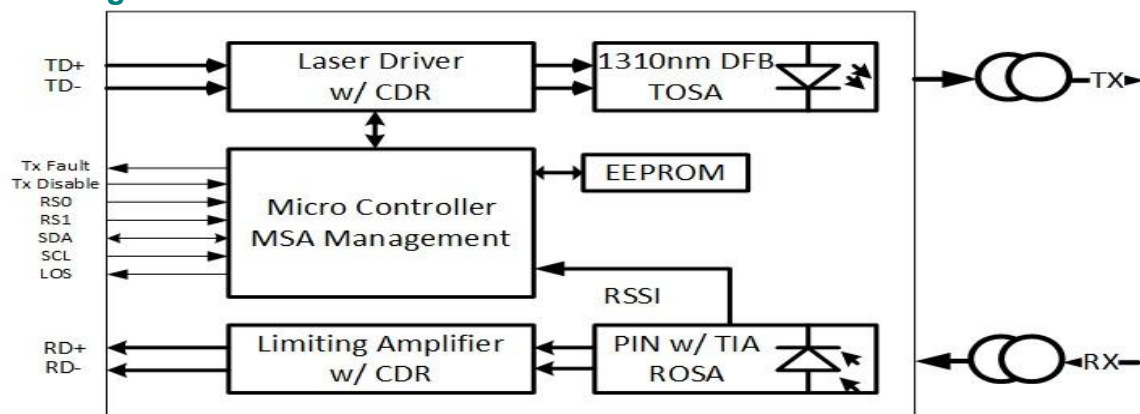 TD+
TD-
Laser Driver
w/ CDR
1310nm DFB
TOSA
TX
Tx Fault
Tx Disable
RS0
RS1
SDA
SCL
LOS
Micro Controller
MSA Management
EEPROM
RSSI
RD+
RD-
Limiting Amplifier
w/ CDR
PIN w/ TIA
ROSA
RX